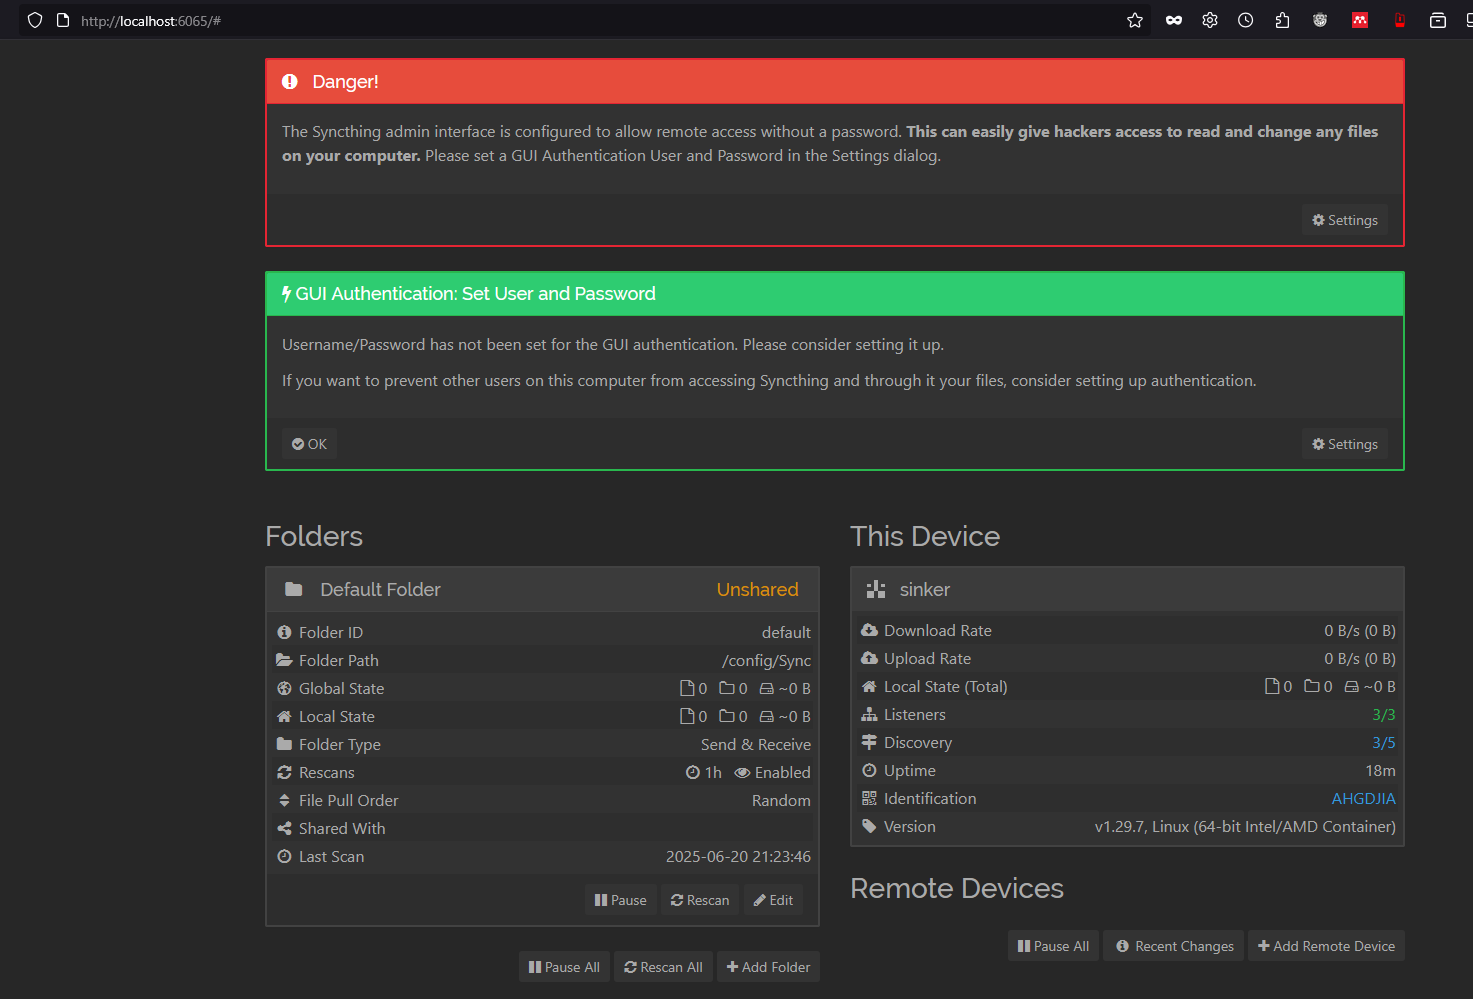 http://localhost:6065/#
Danger!
The Syncthing admin interface is configured to allow remote access without a password. This can easily give hackers access to read and change any files
on your computer. Please set a GUI Authentication User and Password in the Settings dialog.
Settings
GUI Authentication: Set User and Password
Username/Password has not been set for the GUI authentication. Please consider setting it up.
If you want to prevent other users on this computer from accessing Syncthing and through it your files, consider setting up authentication.
OK
Settings
Folders
Default Folder Unshared
Folder ID default
Folder Path /config/Sync
Global State 0 0 ~0 B
Local State 0 0 ~0 B
Folder Type Send & Receive
Rescans 1h Enabled
File Pull Order Random
Shared With
Last Scan 2025-06-20 21:23:46
Pause Rescan Edit
Pause All Rescan All Add Folder
This Device
sinker
Download Rate 0 B/s (0 B)
Upload Rate 0 B/s (0 B)
Local State (Total) 0 0 ~0 B
Listeners 3/3
Discovery 3/5
Uptime 18m
Identification AHGDJIA
Version v1.29.7, Linux (64-bit Intel/AMD Container)
Remote Devices
Pause All Recent Changes Add Remote Device